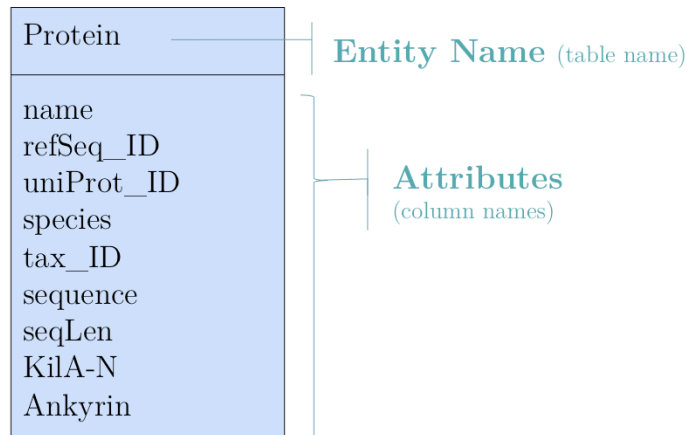 Protein
Entity Name (table name)
name
refSeq_ID
uniProt_ID
species
tax_ID
sequence
seqLen
KilA-N
Ankyrin
Attributes
(column names)